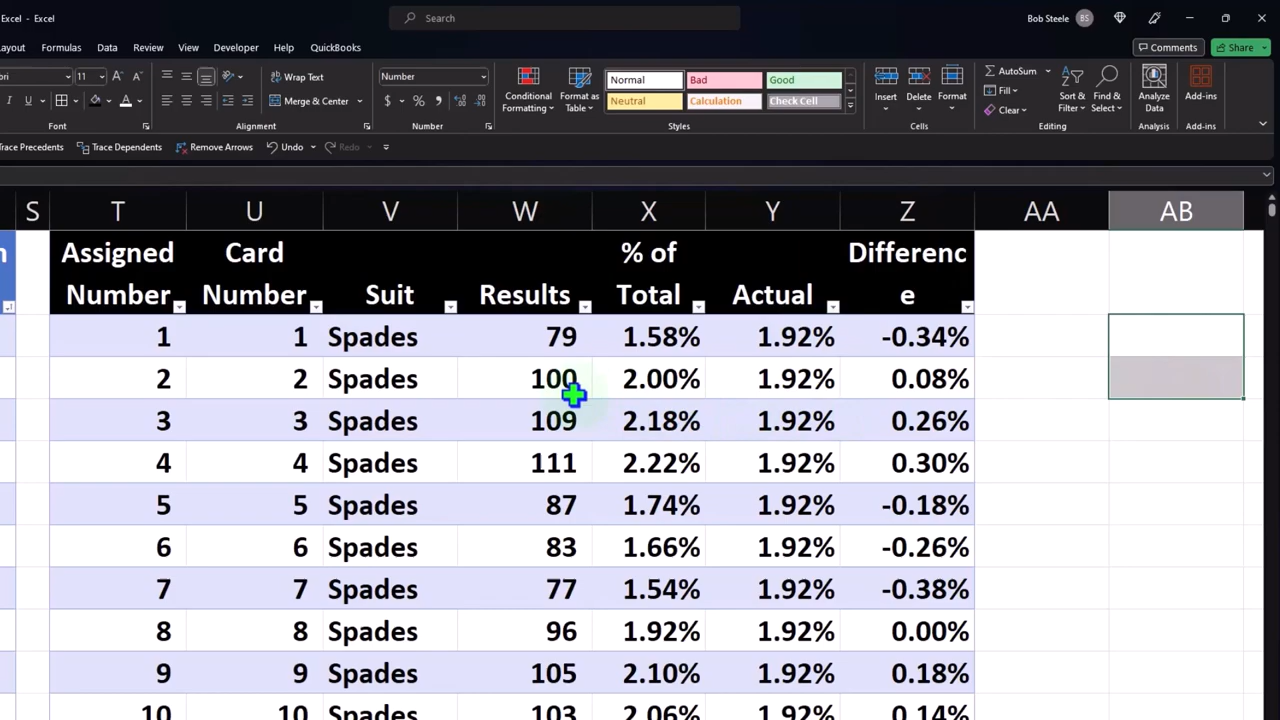 Excel - Excel
Search
Bob Steele BS
ayout Formulas Data Review View Developer Help QuickBooks
Comments Share
bri 11 Wrap Text Number Conditional Formatting Format as Table Normal Bad Good Insert Delete Format AutoSum Sort & Filter Find & Select Analyze Data Add-ins
I U A Merge & Center $ % Neutral Calculation Check Cell Fill Clear
Font Alignment Number Styles Cells Editing Analysis Add-ins
Trace Precedents Trace Dependents Remove Arrows Undo Redo
S T U V W X Y Z AA AB
n Assigned Number Card Number Suit Results % of Total Actual Differenc e
1 1 Spades 79 1.58% 1.92% -0.34%
2 2 Spades 100 2.00% 1.92% 0.08%
3 3 Spades 109 2.18% 1.92% 0.26%
4 4 Spades 111 2.22% 1.92% 0.30%
5 5 Spades 87 1.74% 1.92% -0.18%
6 6 Spades 83 1.66% 1.92% -0.26%
7 7 Spades 77 1.54% 1.92% -0.38%
8 8 Spades 96 1.92% 1.92% 0.00%
9 9 Spades 105 2.10% 1.92% 0.18%
10 10 Spades 103 2.06% 1.92% 0.14%